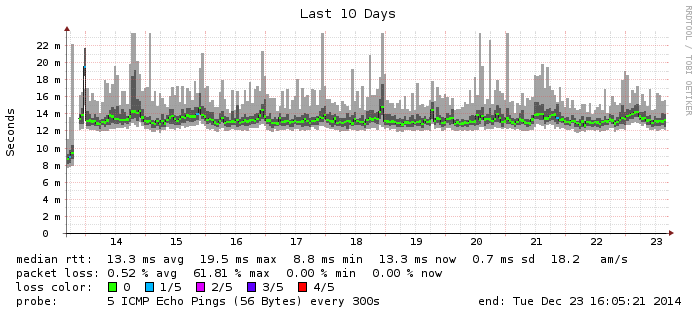 Last 10 Days
RRDTOOL / TOBI OETIKER
Seconds
22 m
20 m
18 m
16 m
14 m
12 m
10 m
8 m
6 m
4 m
2 m
0
14 15 16 17 18 19 20 21 22 23
median rtt: 13.3 ms avg 19.5 ms max 8.8 ms min 13.3 ms now 0.7 ms sd 18.2 am/s
packet loss: 0.52 % avg 61.81 % max 0.00 % min 0.00 % now
loss color: 0 1/5 2/5 3/5 4/5
probe: 5 ICMP Echo Pings (56 Bytes) every 300s end: Tue Dec 23 16:05:21 2014